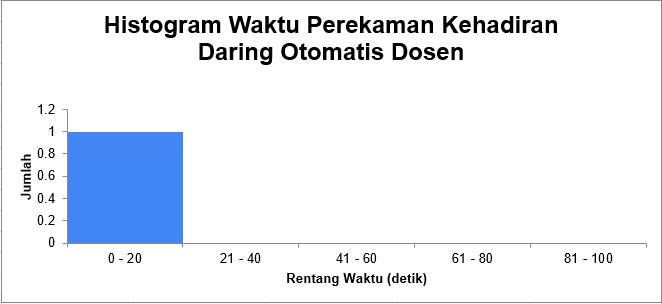 Histogram Waktu Perekaman Kehadiran
Daring Otomatis Dosen
1.2
1
0.8
0.6
0.4
0.2
0
Jumlah
0 - 20
21 - 40
41 - 60
61 - 80
81 - 100
Rentang Waktu (detik)